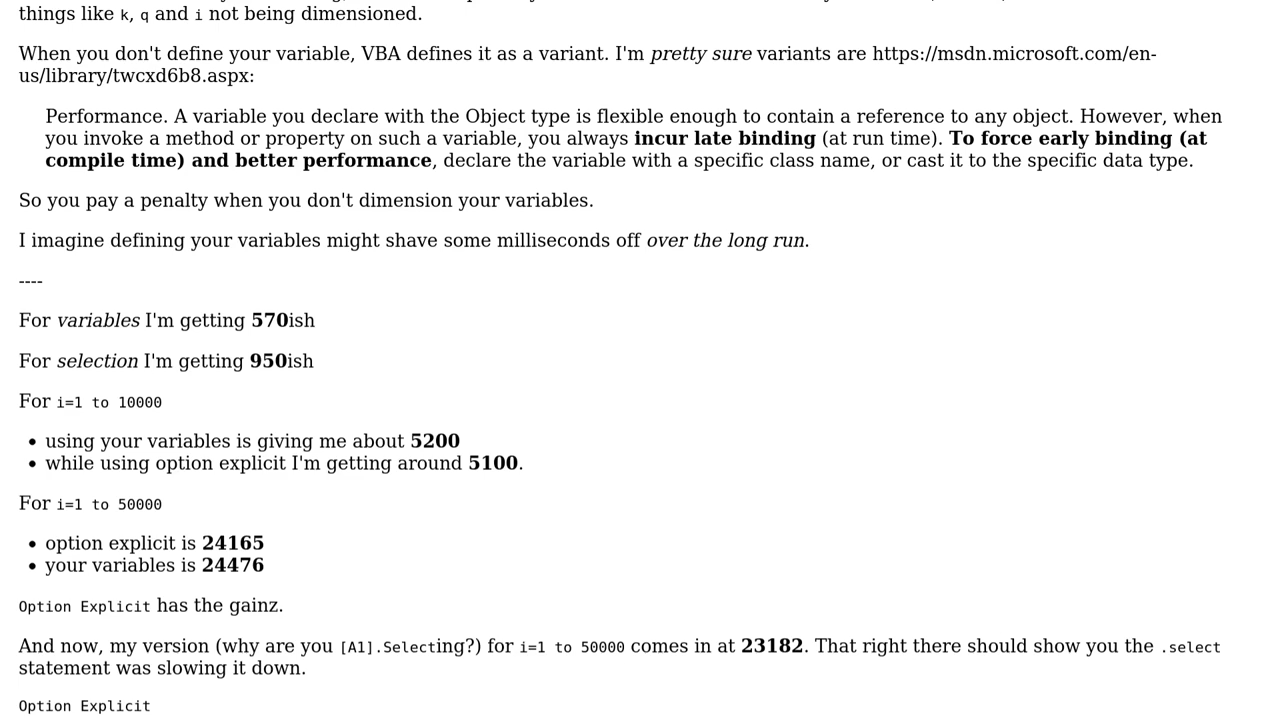 things like k, q and i not being dimensioned.
When you don't define your variable, VBA defines it as a variant. I'm pretty sure variants are https://msdn.microsoft.com/en-
us/library/twcxd6b8.aspx:
Performance. A variable you declare with the Object type is flexible enough to contain a reference to any object. However, when
you invoke a method or property on such a variable, you always incur late binding (at run time). To force early binding (at
compile time) and better performance, declare the variable with a specific class name, or cast it to the specific data type.
So you pay a penalty when you don't dimension your variables.
I imagine defining your variables might shave some milliseconds off over the long run.
----
For variables I'm getting 570ish
For selection I'm getting 950ish
For i=1 to 10000
• using your variables is giving me about 5200
• while using option explicit I'm getting around 5100.
For i=1 to 50000
• option explicit is 24165
• your variables is 24476
Option Explicit has the gainz.
And now, my version (why are you [A1].Selecting?) for i=1 to 50000 comes in at 23182. That right there should show you the .select
statement was slowing it down.
Option Explicit